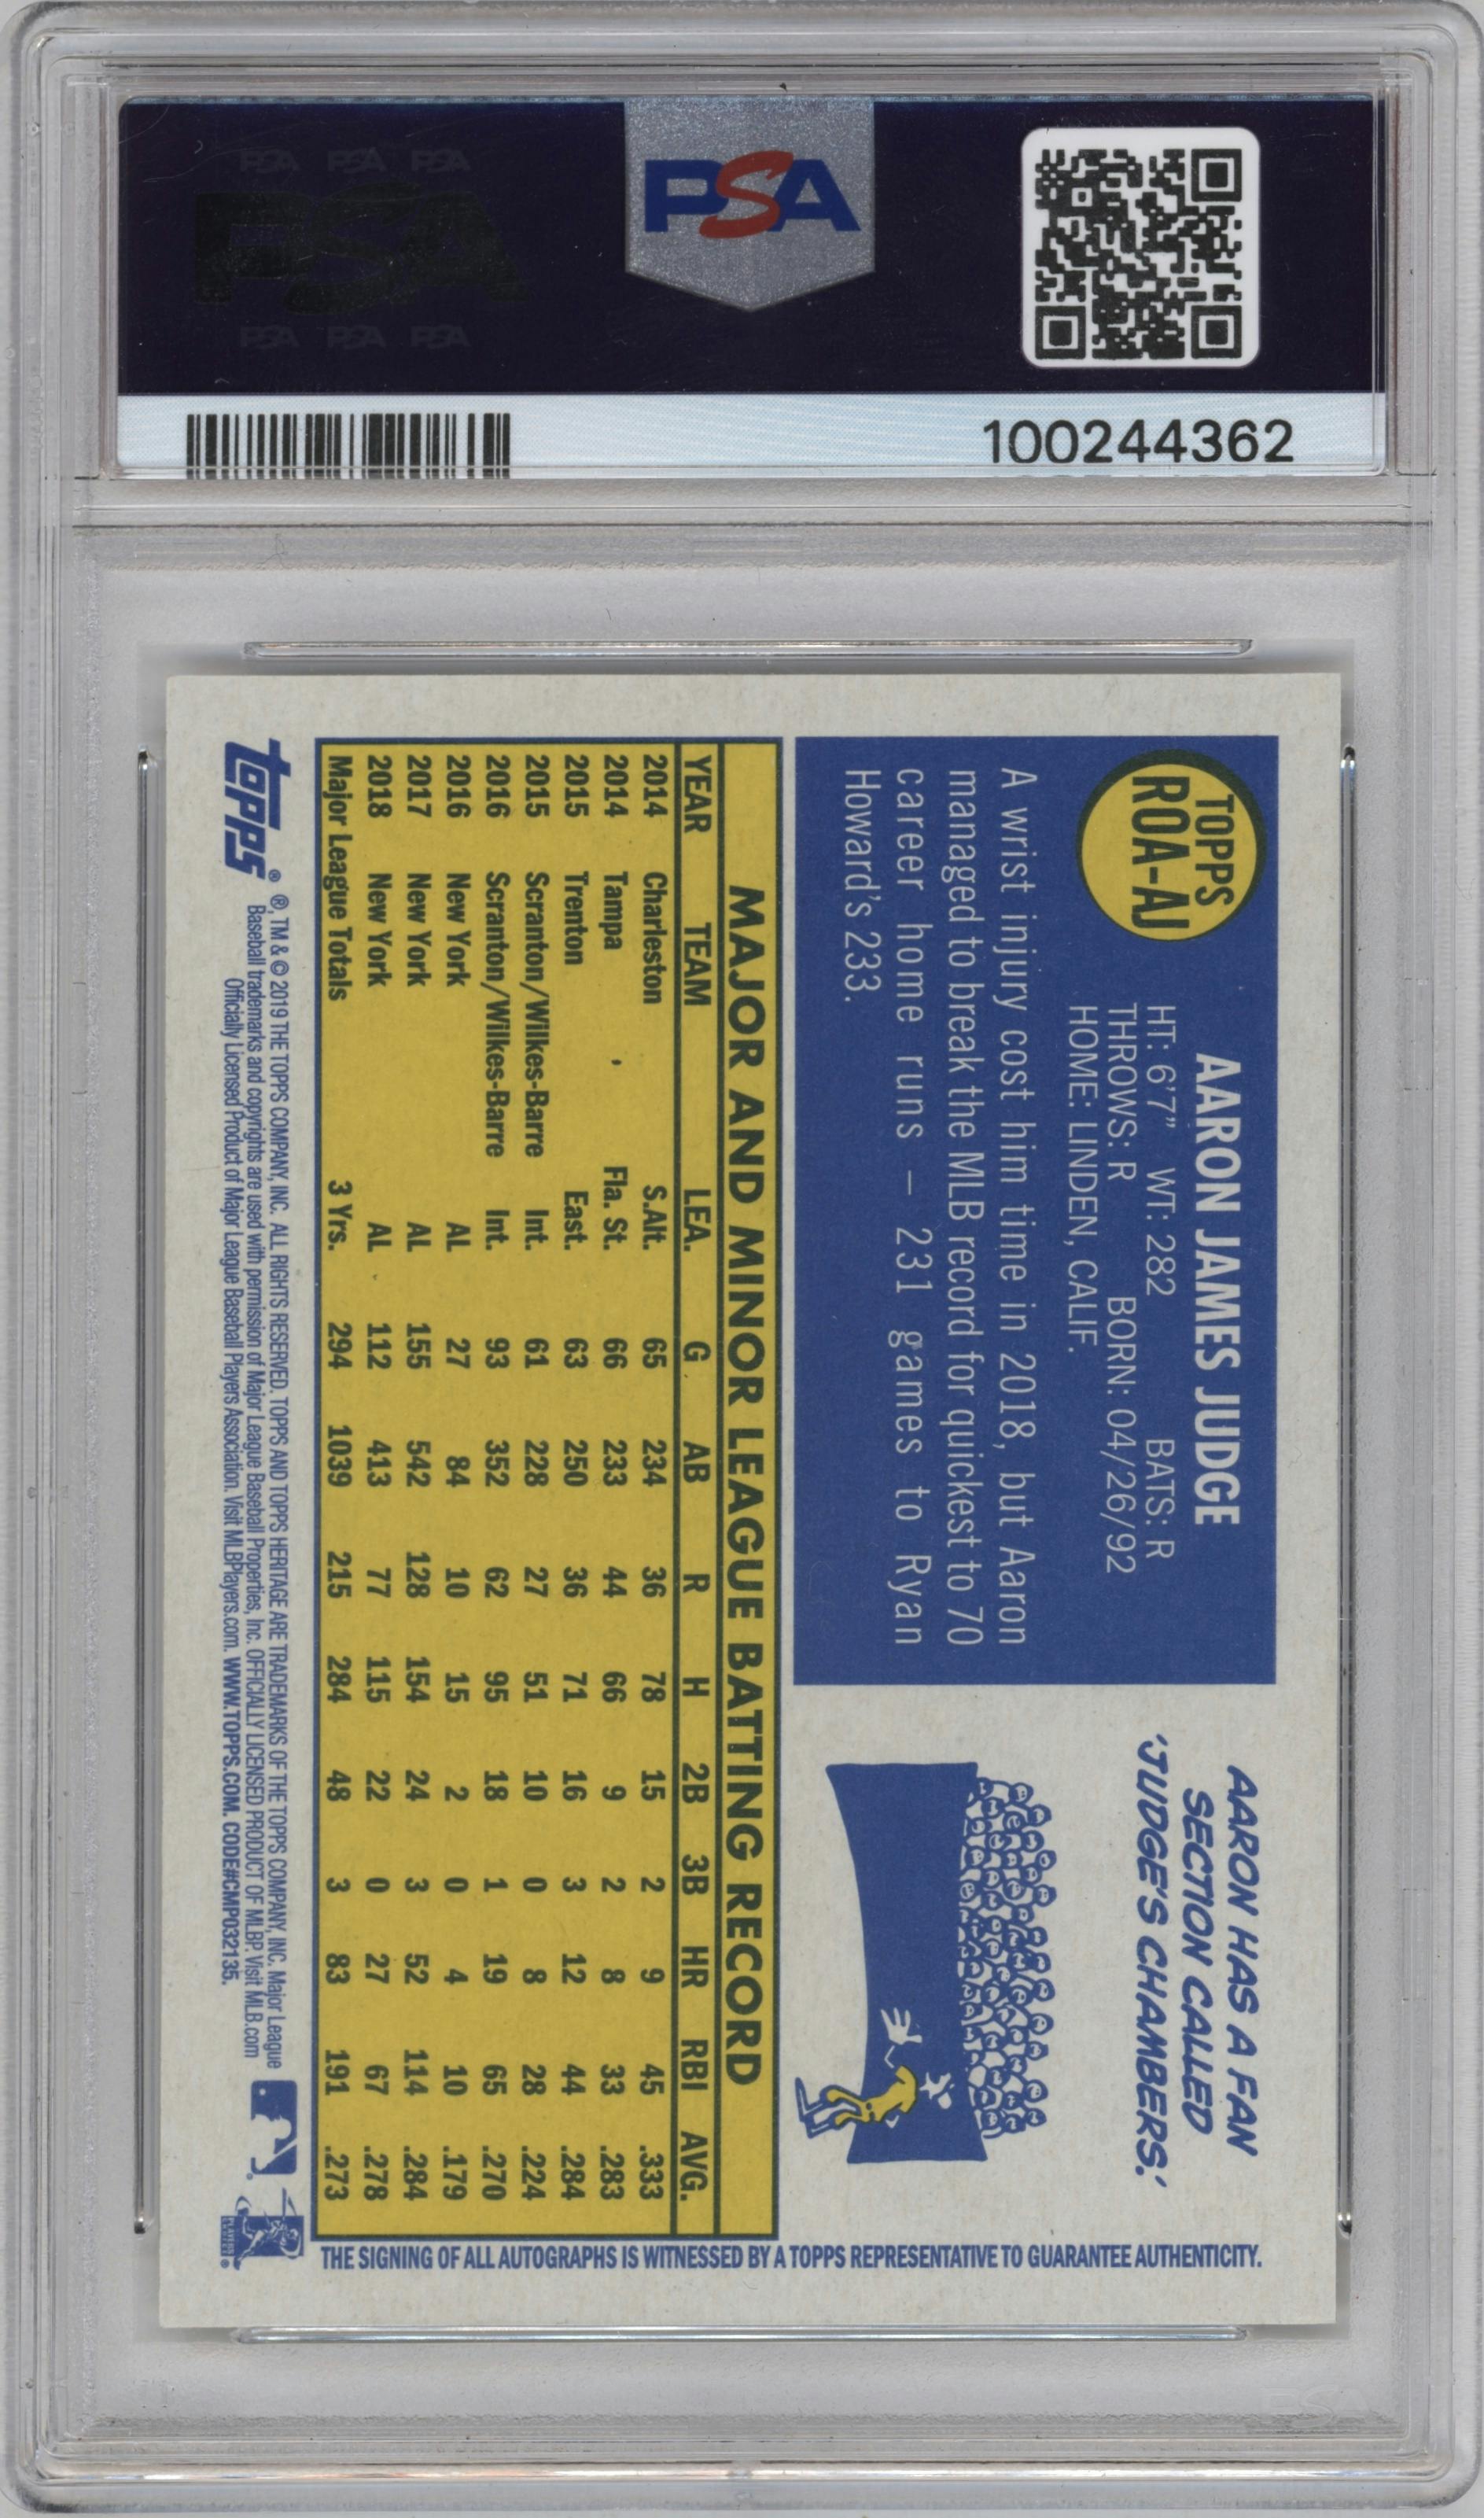 PSA PSA PSA
PSA
PSA PSA PSA
PSA
100244362
TOPPS
ROA-AJ
AARON JAMES JUDGE
HT: 6'7" WT: 282 BATS: R
THROWS: R BORN: 04/26/92
HOME: LINDEN, CALIF.
A wrist injury cost him time in 2018, but Aaron
managed to break the MLB record for quickest to 70
career home runs – 231 games to Ryan
Howard's 233.
AARON HAS A FAN
SECTION CALLED
'JUDGE'S CHAMBERS.'
MAJOR AND MINOR LEAGUE BATTING RECORD
YEAR TEAM LEA. G AB R H 2B 3B HR RBI AVG.
2014 Charleston S.Alt. 65 234 36 78 15 2 9 45 .333
2014 Tampa Fla. St. 66 233 44 66 9 2 8 33 .283
2015 Trenton East. 63 250 36 71 16 3 12 44 .284
2015 Scranton/Wilkes-Barre Int. 61 228 27 51 10 0 8 28 .224
2016 Scranton/Wilkes-Barre Int. 93 352 62 95 18 1 19 65 .270
2016 New York AL 27 84 10 15 2 0 4 10 .179
2017 New York AL 155 542 128 154 24 3 52 114 .284
2018 New York AL 112 413 77 115 22 0 27 67 .278
Major League Totals 3 Yrs. 294 1039 215 284 48 3 83 191 .273
topps®
®, TM & © 2019 THE TOPPS COMPANY, INC. ALL RIGHTS RESERVED. TOPPS AND TOPPS HERITAGE ARE TRADEMARKS OF THE TOPPS COMPANY, INC. Major League
Baseball trademarks and copyrights are used with permission of Major League Baseball Properties, Inc. OFFICIALLY LICENSED PRODUCT OF MLBP. Visit MLB.com
Officially Licensed Product of Major League Baseball Players Association. Visit MLBPlayers.com. WWW.TOPPS.COM. CODE#CMP032135.
THE SIGNING OF ALL AUTOGRAPHS IS WITNESSED BY A TOPPS REPRESENTATIVE TO GUARANTEE AUTHENTICITY.
PSA